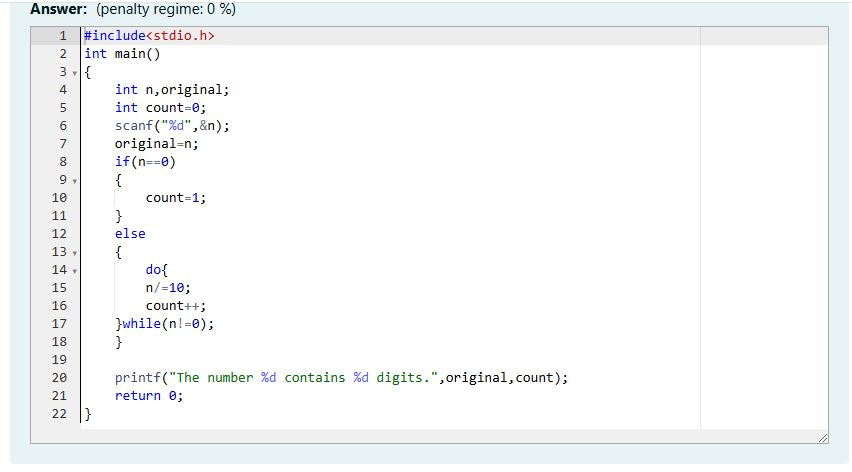 Answer: (penalty regime: 0 %)
1 #include<stdio.h>
2 int main()
3 {
4     int n,original;
5     int count=0;
6     scanf("%d",&n);
7     original=n;
8     if(n==0)
9     {
10         count=1;
11     }
12     else
13     {
14         do{
15         n/=10;
16         count++;
17     }while(n!=0);
18     }
19
20     printf("The number %d contains %d digits.",original,count);
21     return 0;
22 }